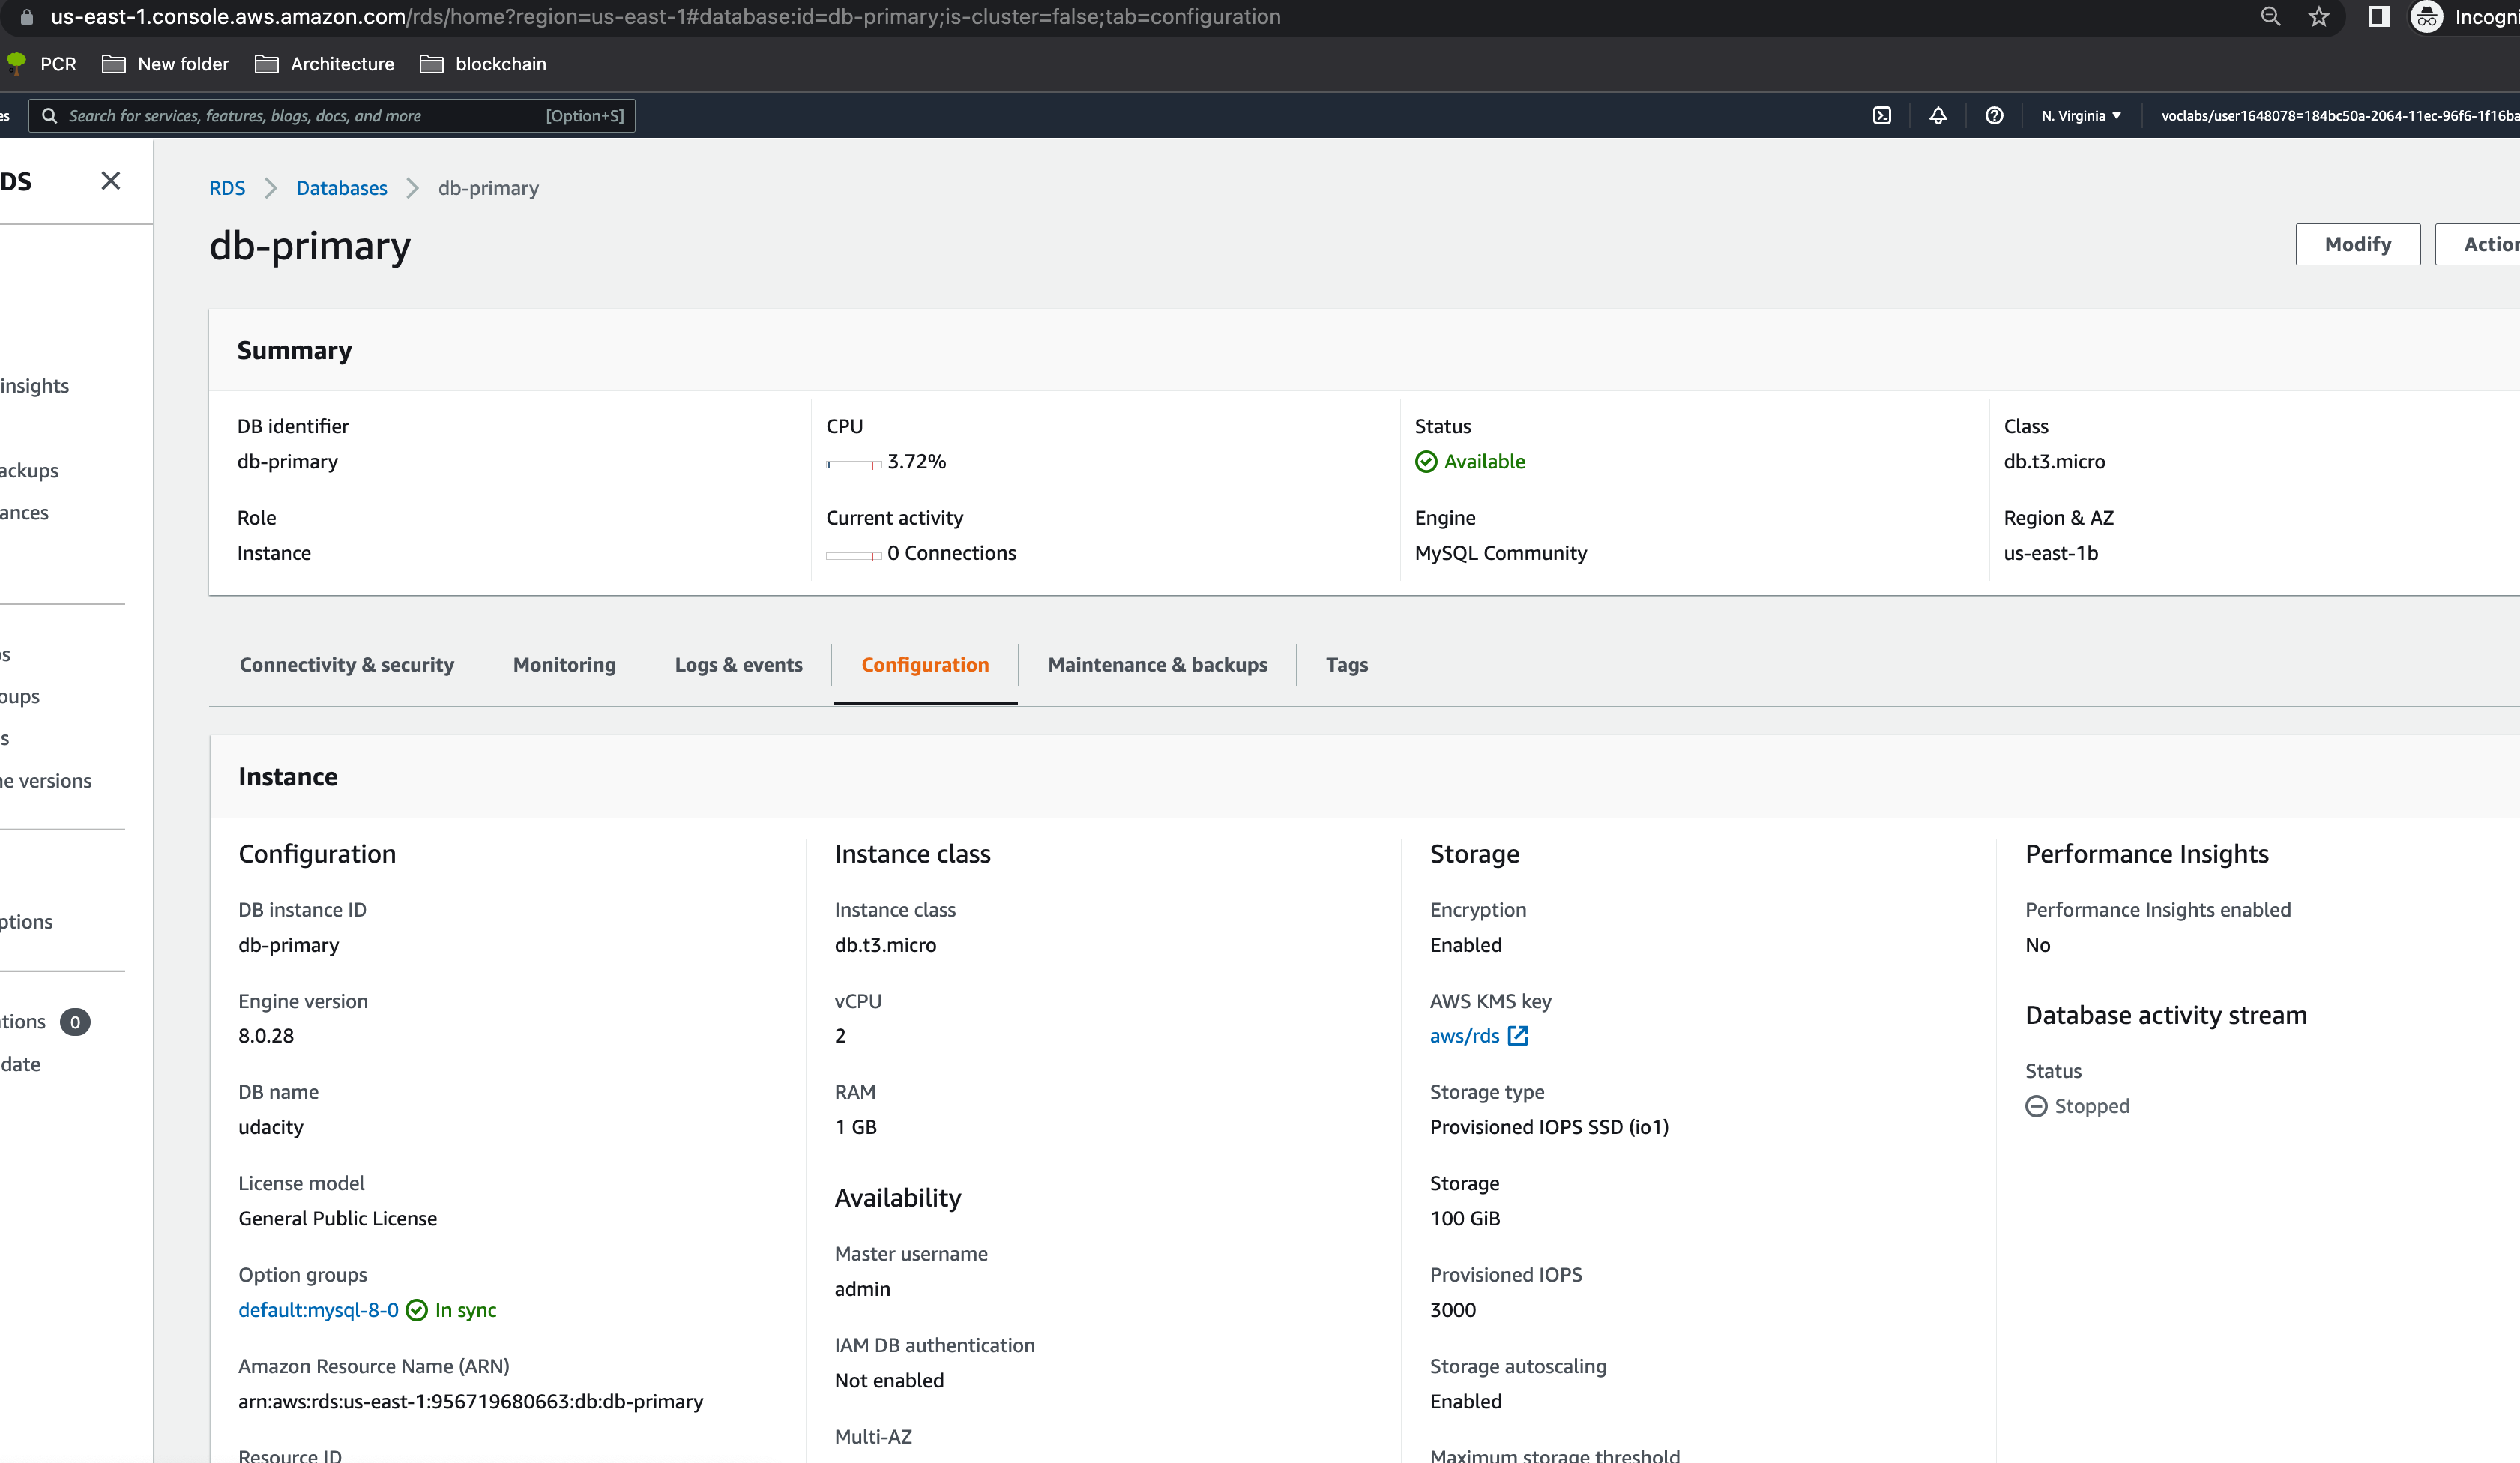 us-east-1.console.aws.amazon.com/rds/home?region=us-east-1#database:id=db-primary;is-cluster=false;tab=configuration
Incogni
PCR New folder Architecture blockchain
es Search for services, features, blogs, docs, and more [Option+S] N. Virginia voclabs/user1648078=184bc50a-2064-11ec-96f6-1f16ba
DS
RDS Databases db-primary
db-primary
Modify Action
insights
ackups
ances
ps
oups
s
ne versions
ptions
tions 0
date
Summary
DB identifier
db-primary
CPU
3.72%
Status
Available
Class
db.t3.micro
Role
Instance
Current activity
0 Connections
Engine
MySQL Community
Region & AZ
us-east-1b
Connectivity & security Monitoring Logs & events Configuration Maintenance & backups Tags
Instance
Configuration
DB instance ID
db-primary
Engine version
8.0.28
DB name
udacity
License model
General Public License
Option groups
default:mysql-8-0 In sync
Amazon Resource Name (ARN)
arn:aws:rds:us-east-1:956719680663:db:db-primary
Resource ID
Instance class
Instance class
db.t3.micro
vCPU
2
RAM
1 GB
Availability
Master username
admin
IAM DB authentication
Not enabled
Multi-AZ
Storage
Encryption
Enabled
AWS KMS key
aws/rds
Storage type
Provisioned IOPS SSD (io1)
Storage
100 GiB
Provisioned IOPS
3000
Storage autoscaling
Enabled
Maximum storage threshold
Performance Insights
Performance Insights enabled
No
Database activity stream
Status
Stopped